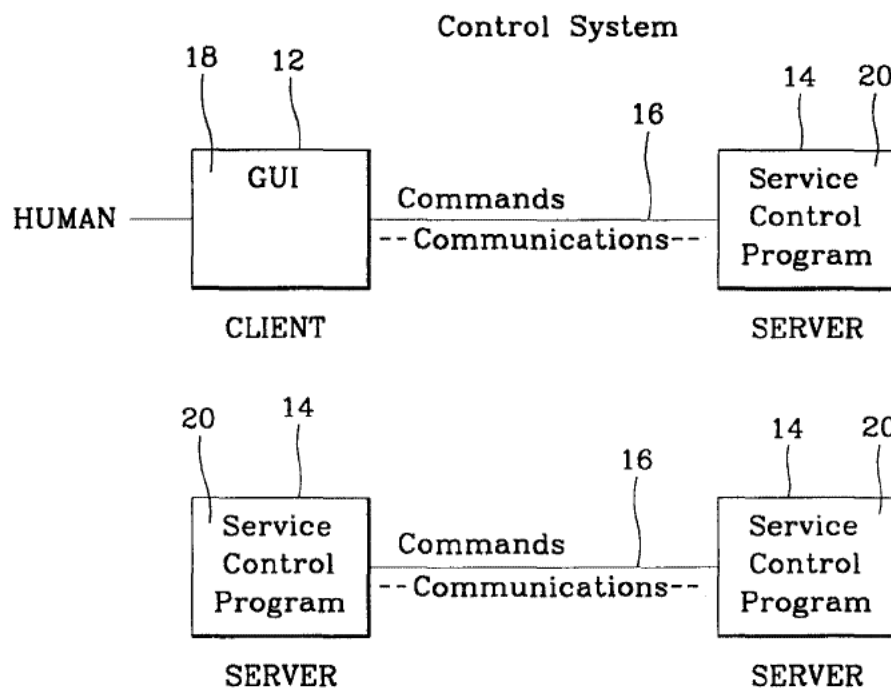 Control System
18 12 14 20
16
GUI
Service
Control
Program
HUMAN
Commands
--Communications--
CLIENT SERVER
20 14 14 20
16
Service
Control
Program
Commands
--Communications--
Service
Control
Program
SERVER SERVER